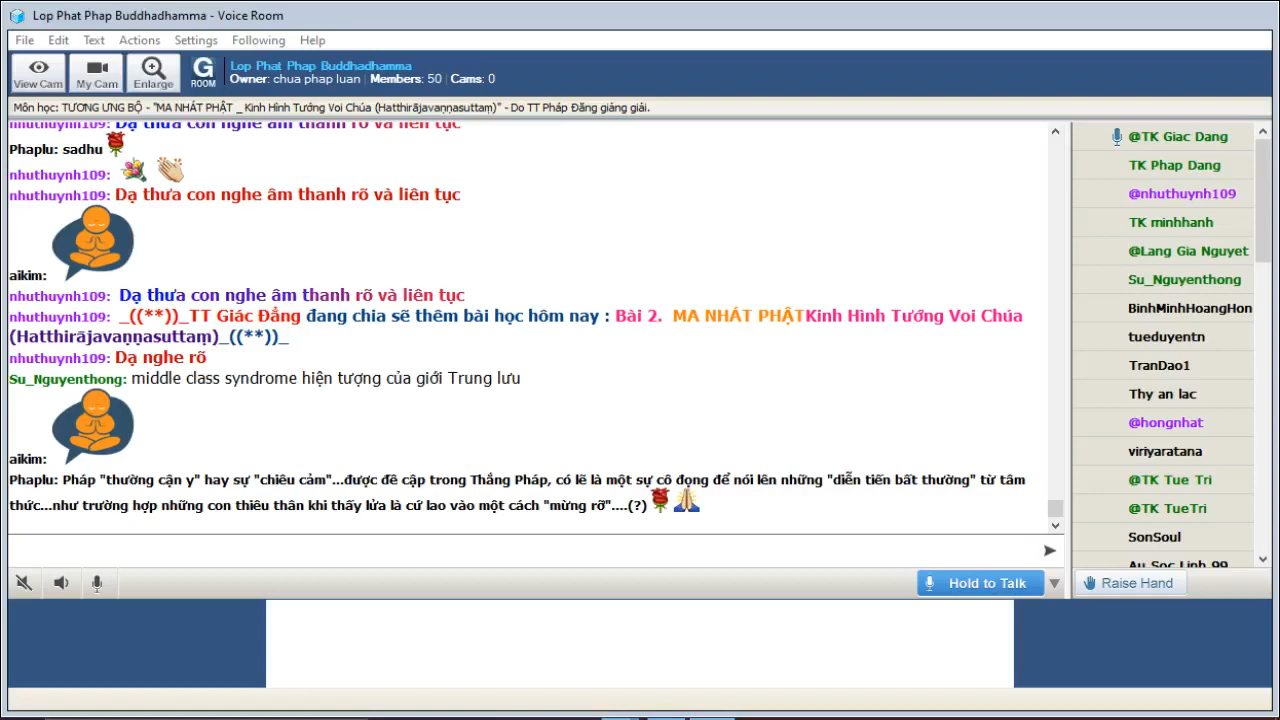 Lop Phat Phap Buddhadhamma - Voice Room
File Edit Text Actions Settings Following Help
View Cam My Cam Enlarge G ROOM
Lop Phat Phap Buddhadhamma
Owner: chua phap luan | Members: 50 | Cams: 0
Môn học: TƯƠNG ƯNG BỘ - "MA NHÁT PHẬT _ Kinh Hình Tướng Voi Chúa (Hatthirājavaṇṇasuttaṃ)" - Do TT Pháp Đăng giảng giải.
nhuthuynh109: Dạ thưa con nghe âm thanh rõ và liên tục
Phaplu: sadhu
nhuthuynh109:
nhuthuynh109: Dạ thưa con nghe âm thanh rõ và liên tục
aikim:
nhuthuynh109: Dạ thưa con nghe âm thanh rõ và liên tục
nhuthuynh109: _((**))_TT Giác Đẳng đang chia sẽ thêm bài học hôm nay : Bài 2. MA NHÁT PHẬTKinh Hình Tướng Voi Chúa
(Hatthirājavaṇṇasuttaṃ)_((**))_
nhuthuynh109: Dạ nghe rõ
Su_Nguyenthong: middle class syndrome hiện tượng của giới Trung lưu
aikim:
Phaplu: Pháp "thường cận y" hay sự "chiêu cảm"...được đề cập trong Thắng Pháp, có lẽ là một sự cô đọng để nói lên những "diễn tiến bất thường" từ tâm
thức...như trường hợp những con thiêu thân khi thấy lửa là cứ lao vào một cách "mừng rỡ"....(?)
Hold to Talk
@TK Giac Dang
TK Phap Dang
@nhuthuynh109
TK minhhanh
@Lang Gia Nguyet
Su_Nguyenthong
BinhMinhHoangHon
tueduyentn
TranDao1
Thy an lac
@hongnhat
viriyaratana
@TK Tue Tri
@TK TueTri
SonSoul
Au Soc Linh 99
Raise Hand